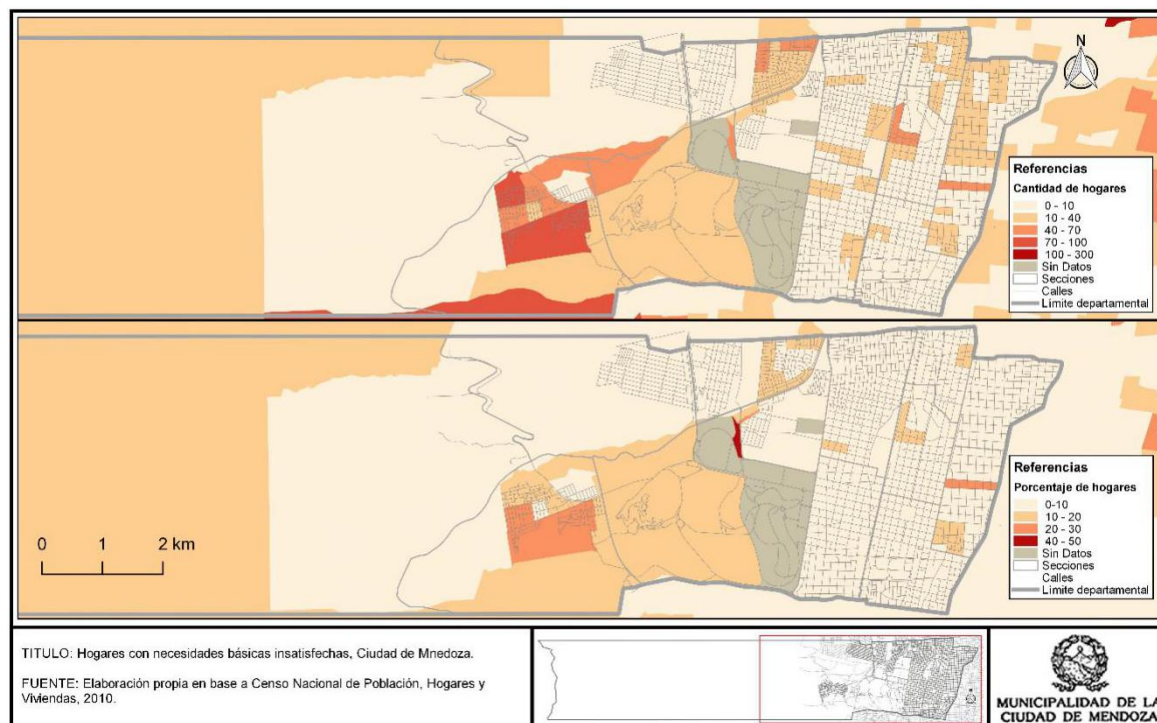 N
Referencias
Cantidad de hogares
0 - 10
10 - 40
40 - 70
70 - 100
100 - 300
Sin Datos
Secciones
Calles
Límite departamental
Referencias
Porcentaje de hogares
0-10
10 - 20
20 - 30
40 - 50
Sin Datos
Secciones
Calles
Límite departamental
0 1 2 km
TITULO: Hogares con necesidades básicas insatisfechas, Ciudad de Mnedoza.
FUENTE: Elaboración propia en base a Censo Nacional de Población, Hogares y
Viviendas, 2010.
MUNICIPALIDAD DE LA
CIUDAD DE MENDOZA